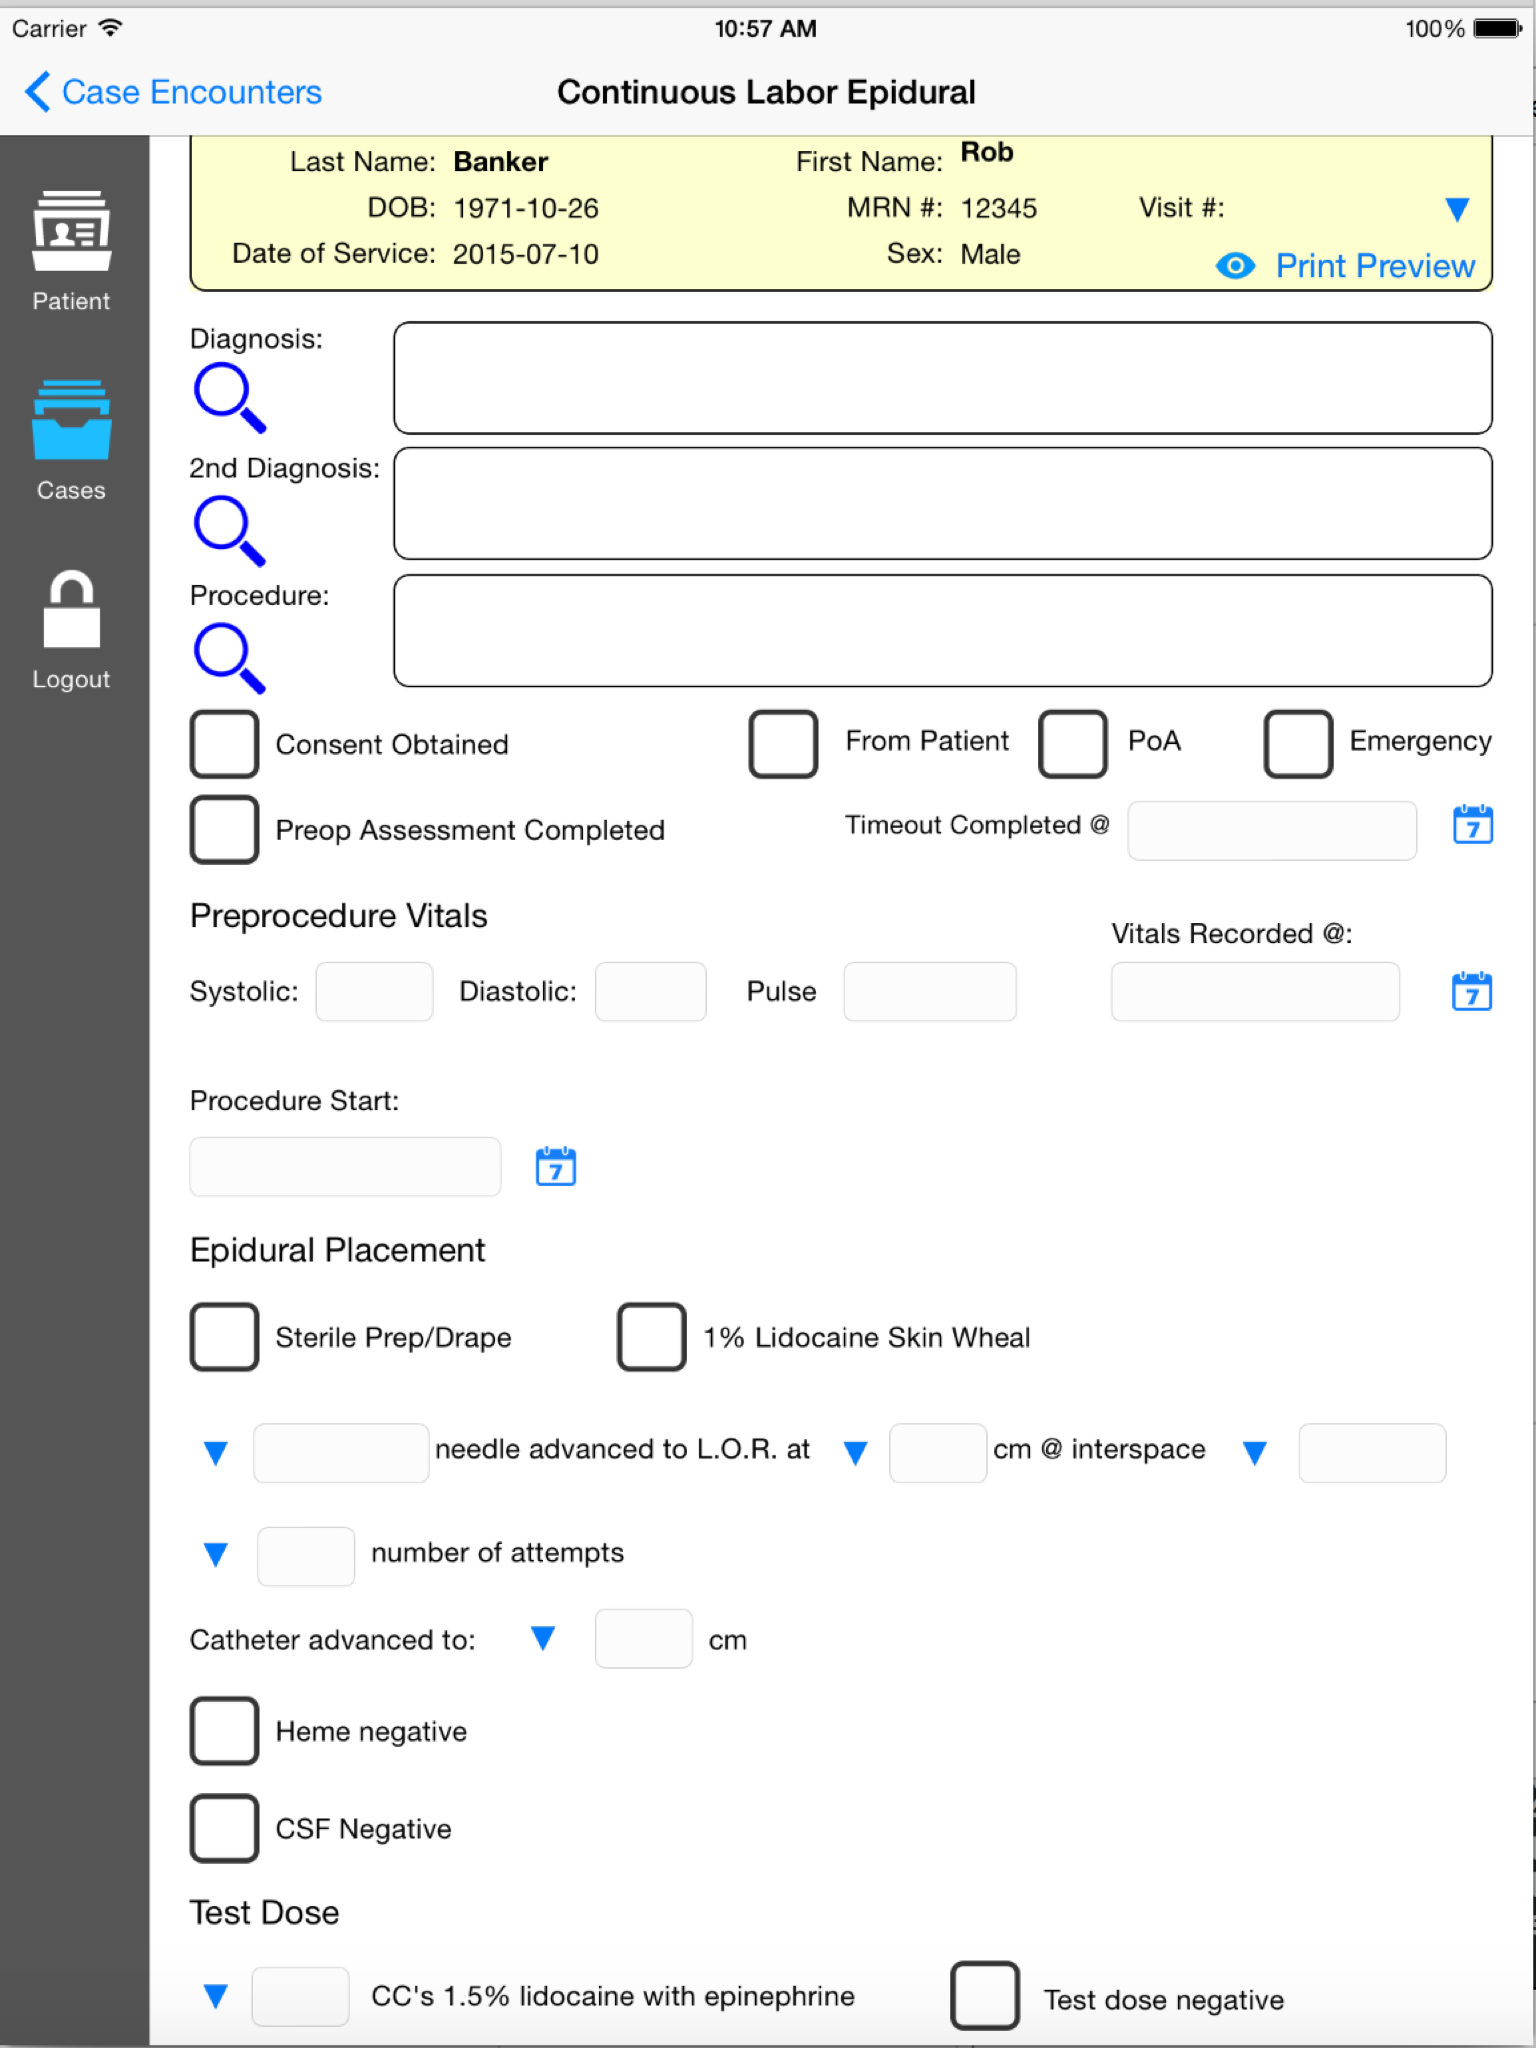 Carrier 10:57 AM 100%
Case Encounters Continuous Labor Epidural
Last Name: Banker First Name: Rob
DOB: 1971-10-26 MRN #: 12345 Visit #:
Date of Service: 2015-07-10 Sex: Male
Print Preview
Patient
Cases
Logout
Diagnosis:
2nd Diagnosis:
Procedure:
Consent Obtained From Patient PoA Emergency
Preop Assessment Completed Timeout Completed @ 7
Preprocedure Vitals
Vitals Recorded @:
Systolic: Diastolic: Pulse 7
Procedure Start:
7
Epidural Placement
Sterile Prep/Drape 1% Lidocaine Skin Wheal
needle advanced to L.O.R. at cm @ interspace
number of attempts
Catheter advanced to: cm
Heme negative
CSF Negative
Test Dose
CC's 1.5% lidocaine with epinephrine Test dose negative